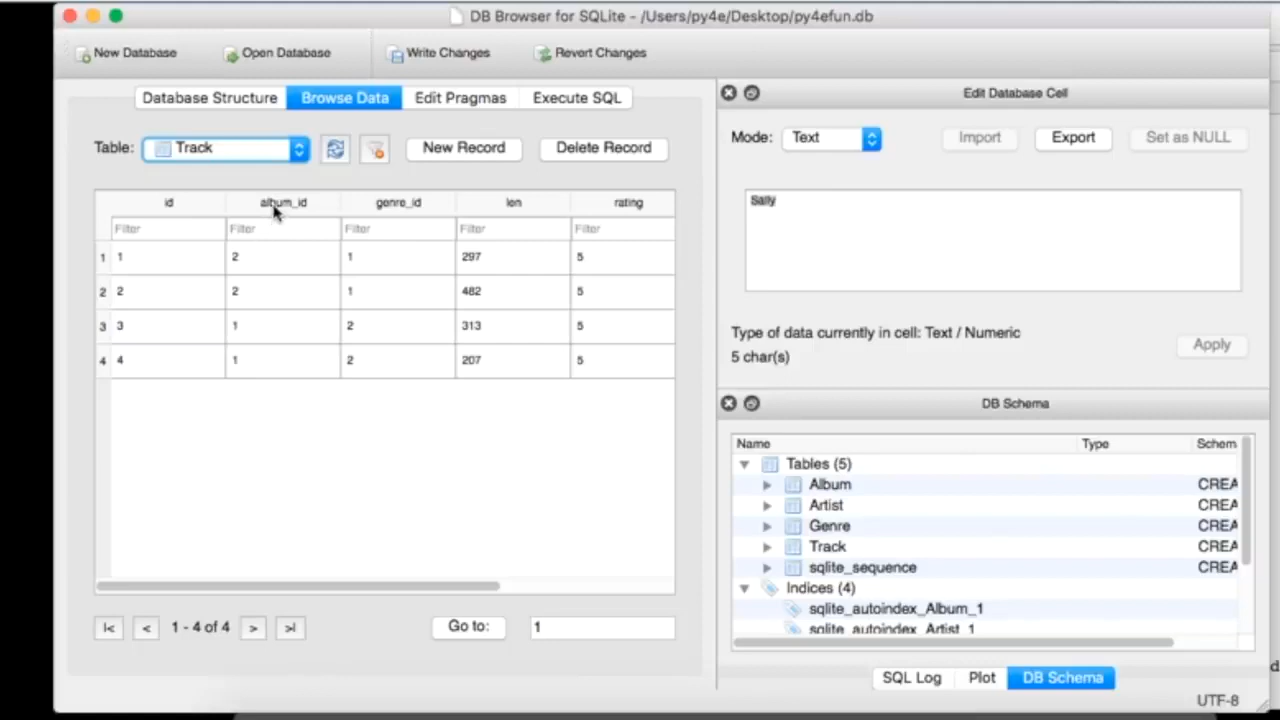 DB Browser for SQLite - /Users/py4e/Desktop/py4efun.db
New Database Open Database Write Changes Revert Changes
Database Structure Browse Data Edit Pragmas Execute SQL
Table: Track New Record Delete Record
id album_id genre_id len rating
Filter Filter Filter Filter Filter
1 1 2 1 297 5
2 2 2 1 482 5
3 3 1 2 313 5
4 4 1 2 207 5
|< < 1 - 4 of 4 > >| Go to: 1
Edit Database Cell
Mode: Text Import Export Set as NULL
Sally
Type of data currently in cell: Text / Numeric
5 char(s)
Apply
DB Schema
Name Type Schem
Tables (5)
Album CREA
Artist CREA
Genre CREA
Track CREA
sqlite_sequence CREA
Indices (4)
sqlite_autoindex_Album_1
sqlite_autoindex_Artist_1
SQL Log Plot DB Schema
UTF-8
d